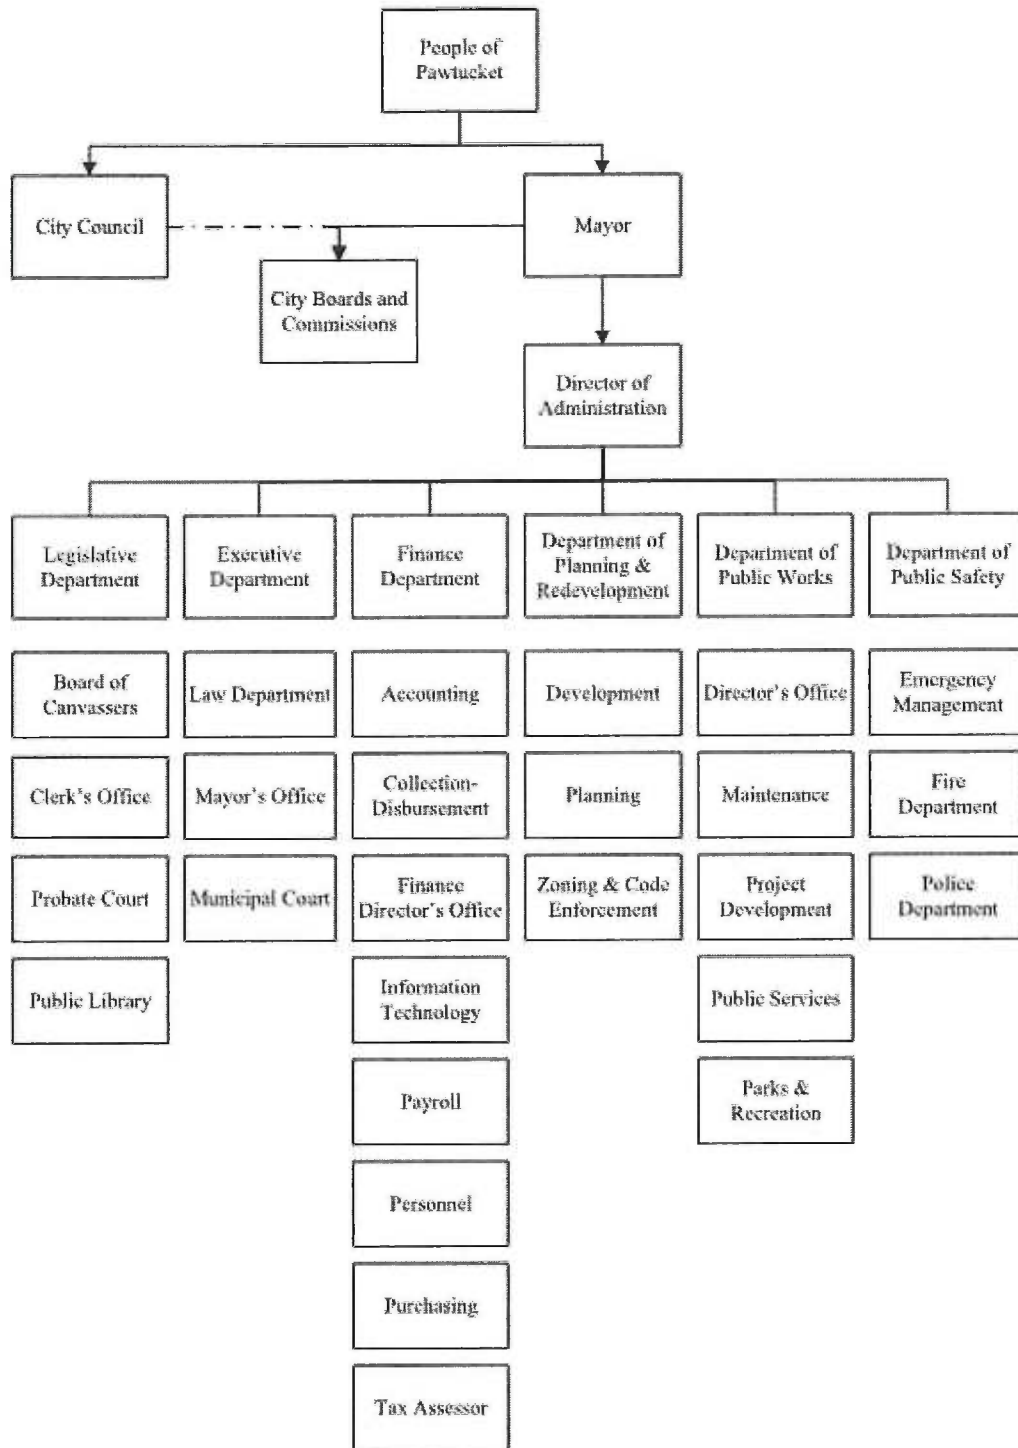 People of
Pawtucket
City Council
Mayor
City Boards and
Commissions
Director of
Administration
Legislative
Department
Executive
Department
Finance
Department
Department of
Planning &
Redevelopment
Department of
Public Works
Department of
Public Safety
Board of
Canvassers
Law Department
Accounting
Development
Director's Office
Emergency
Management
Clerk's Office
Mayor's Office
Collection-
Disbursement
Planning
Maintenance
Fire
Department
Probate Court
Municipal Court
Finance
Director's Office
Zoning & Code
Enforcement
Project
Development
Police
Department
Public Library
Information
Technology
Public Services
Payroll
Parks &
Recreation
Personnel
Purchasing
Tax Assessor